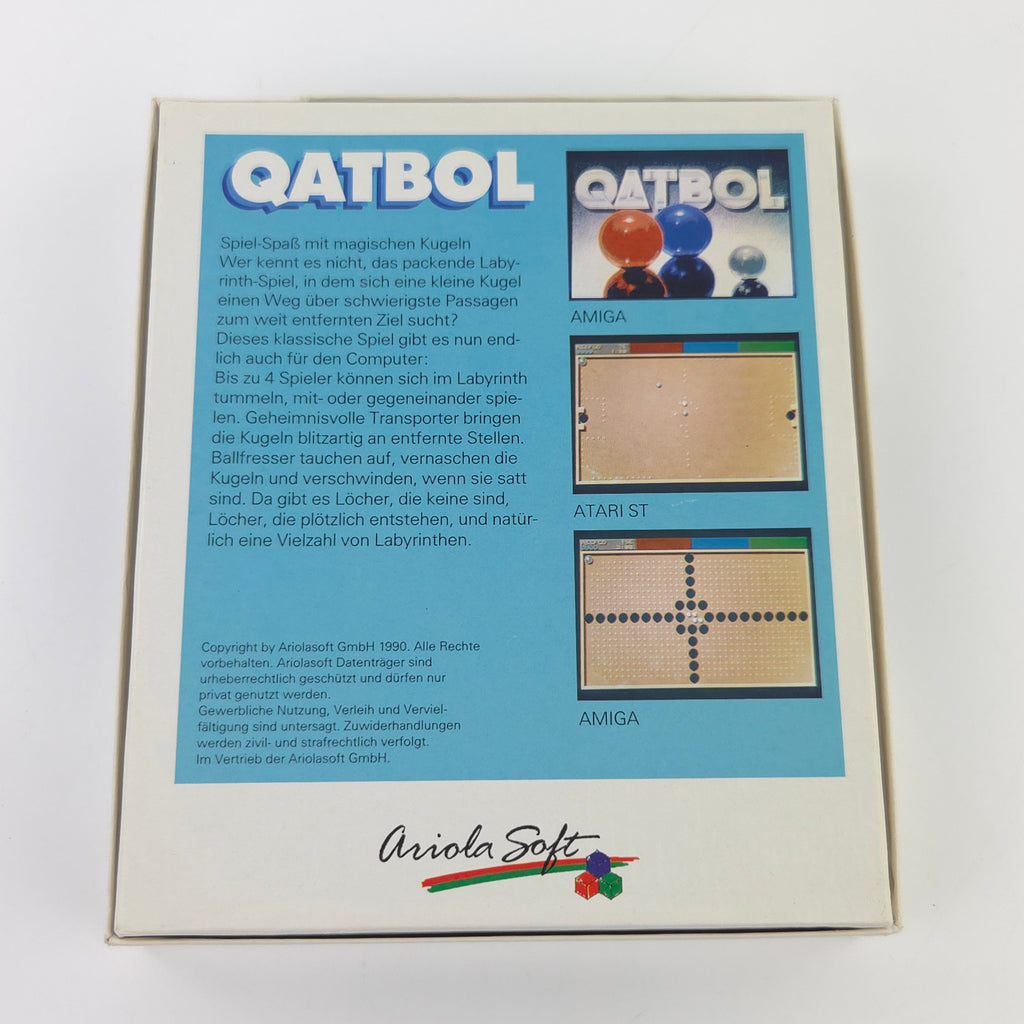 QATBOL
Spiel-Spaß mit magischen Kugeln
Wer kennt es nicht, das packende Laby-
rinth-Spiel, in dem sich eine kleine Kugel
einen Weg über schwierigste Passagen
zum weit entfernten Ziel sucht?
Dieses klassische Spiel gibt es nun end-
lich auch für den Computer:
Bis zu 4 Spieler können sich im Labyrinth
tummeln, mit- oder gegeneinander spie-
len. Geheimnisvolle Transporter bringen
die Kugeln blitzartig an entfernte Stellen.
Ballfresser tauchen auf, vernaschen die
Kugeln und verschwinden, wenn sie satt
sind. Da gibt es Löcher, die keine sind,
Löcher, die plötzlich entstehen, und natür-
lich eine Vielzahl von Labyrinthen.
Copyright by Ariolasoft GmbH 1990. Alle Rechte
vorbehalten. Ariolasoft Datenträger sind
urheberrechtlich geschützt und dürfen nur
privat genutzt werden.
Gewerbliche Nutzung, Verleih und Verviel-
fältigung sind untersagt. Zuwiderhandlungen
werden zivil- und strafrechtlich verfolgt.
Im Vertrieb der Ariolasoft GmbH.
QATBOL
AMIGA
ATARI ST
AMIGA
Ariola Soft